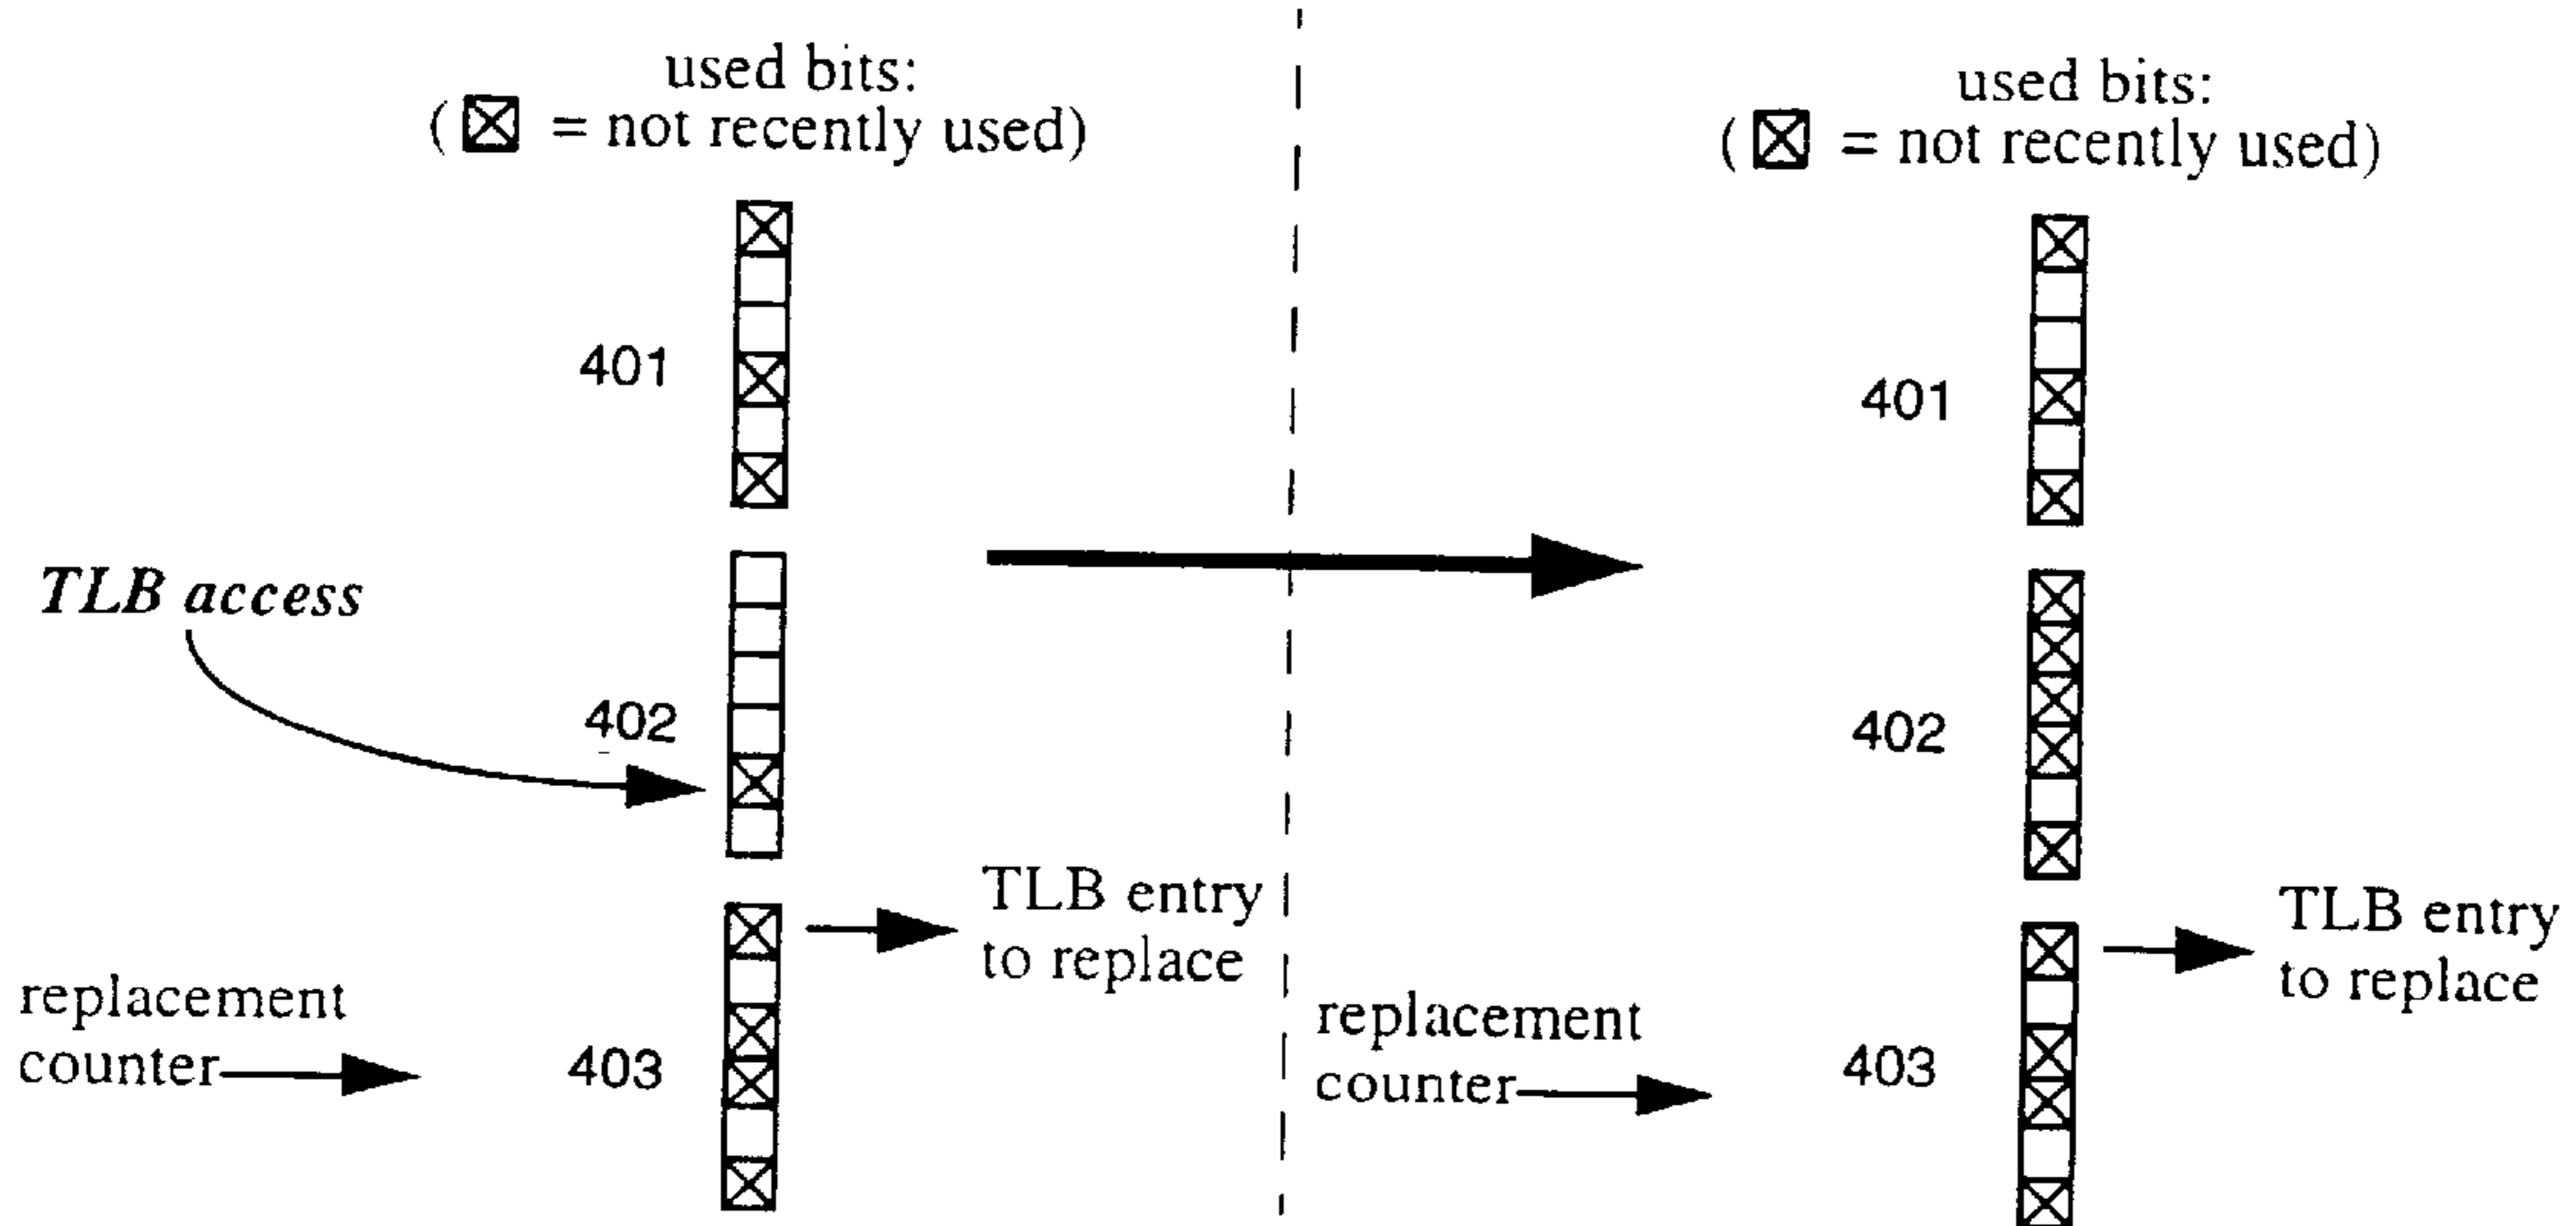 used bits:
( = not recently used)
401
TLB access
402
TLB entry
to replace
replacement
counter
403
used bits:
( = not recently used)
401
402
TLB entry
to replace
replacement
counter
403